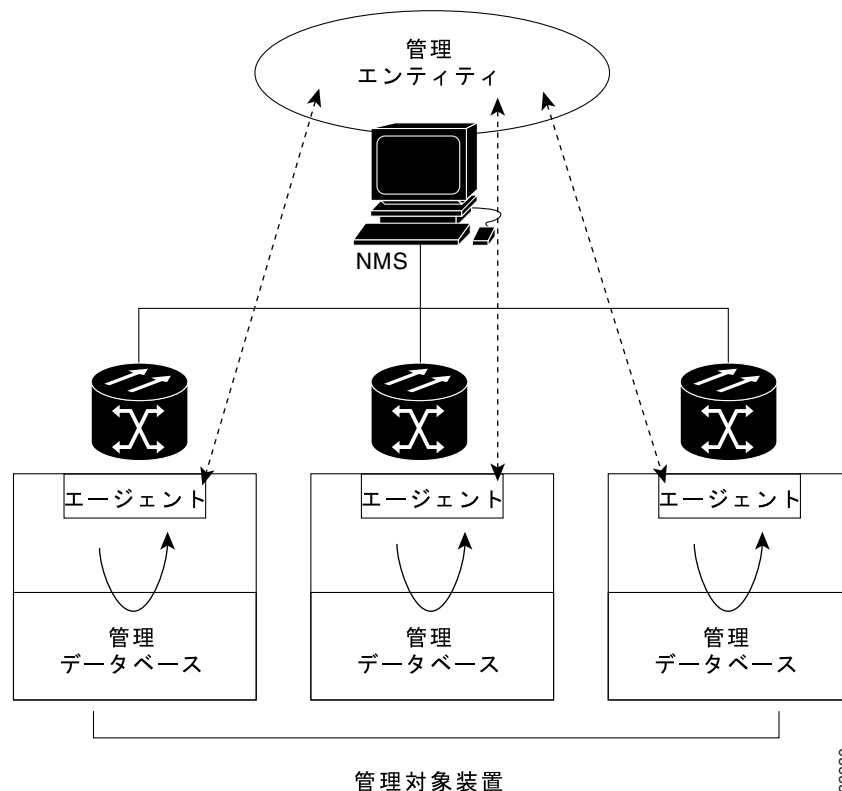 管理
エンティティ
NMS
エージェント
エージェント
エージェント
管理
データベース
管理
データベース
管理
データベース
管理対象装置